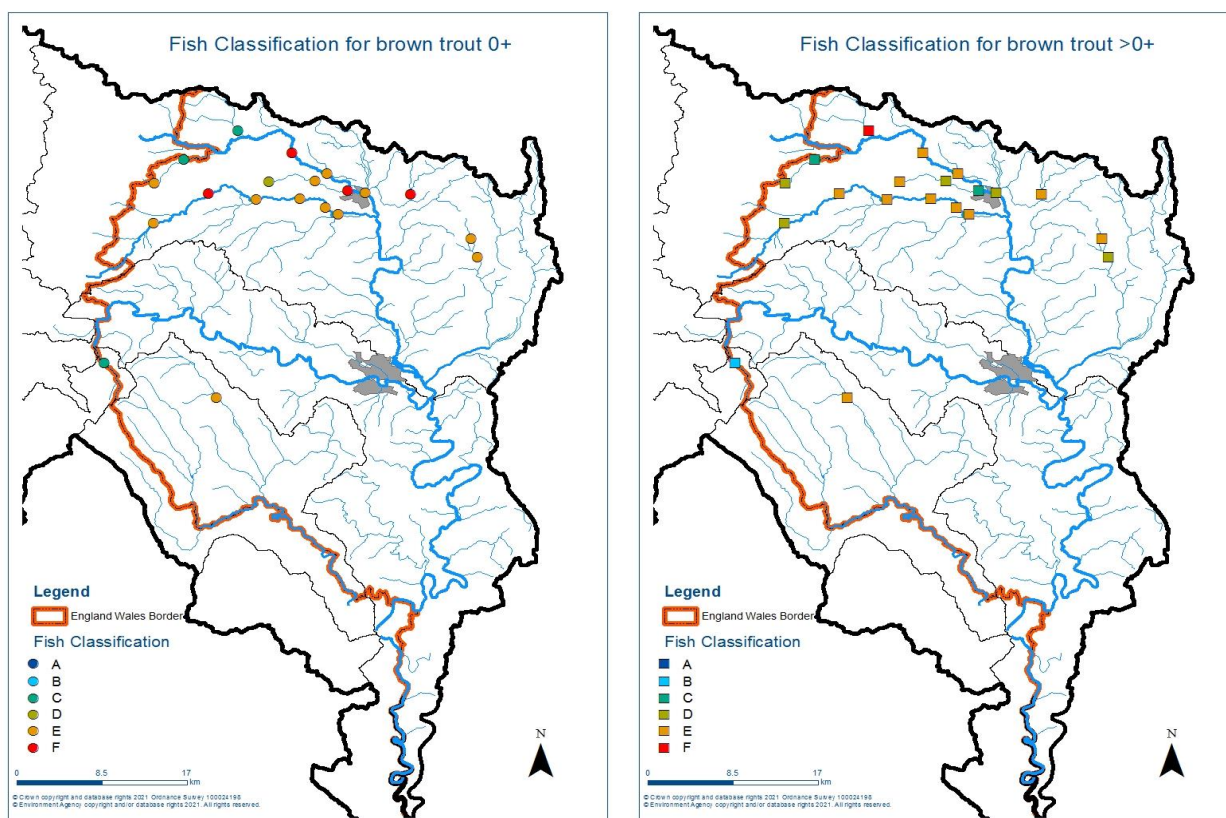 Fish Classification for brown trout 0+
Legend
England Wales Border
Fish Classification
A
B
C
D
E
F
N
0 8.5 17
km
© Crown copyright and database rights 2021 Ordnance Survey 100024198
© Environment Agency copyright and/or database rights 2021. All rights reserved.
Fish Classification for brown trout >0+
Legend
England Wales Border
Fish Classification
A
B
C
D
E
F
N
0 8.5 17
km
© Crown copyright and database rights 2021 Ordnance Survey 100024198
© Environment Agency copyright and/or database rights 2021. All rights reserved.